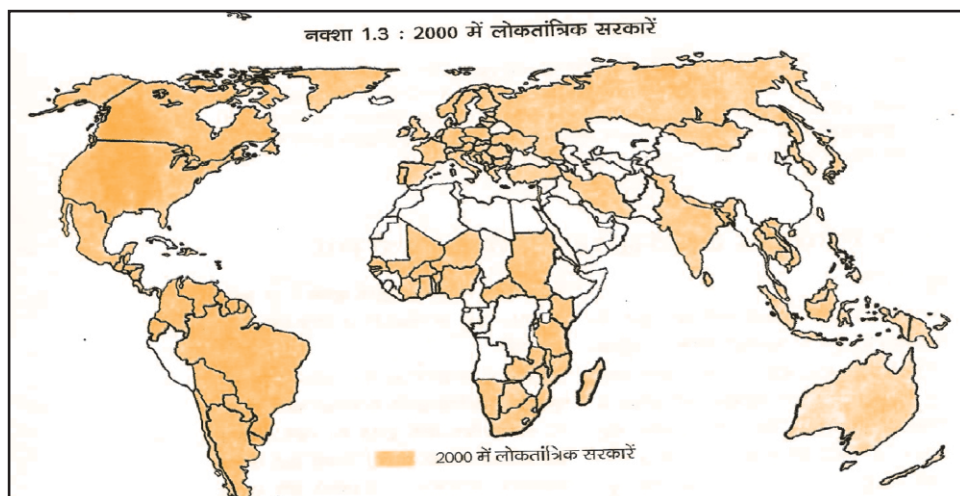 नक्शा 1.3 : 2000 में लोकतांत्रिक सरकारें
2000 में लोकतांत्रिक सरकारें